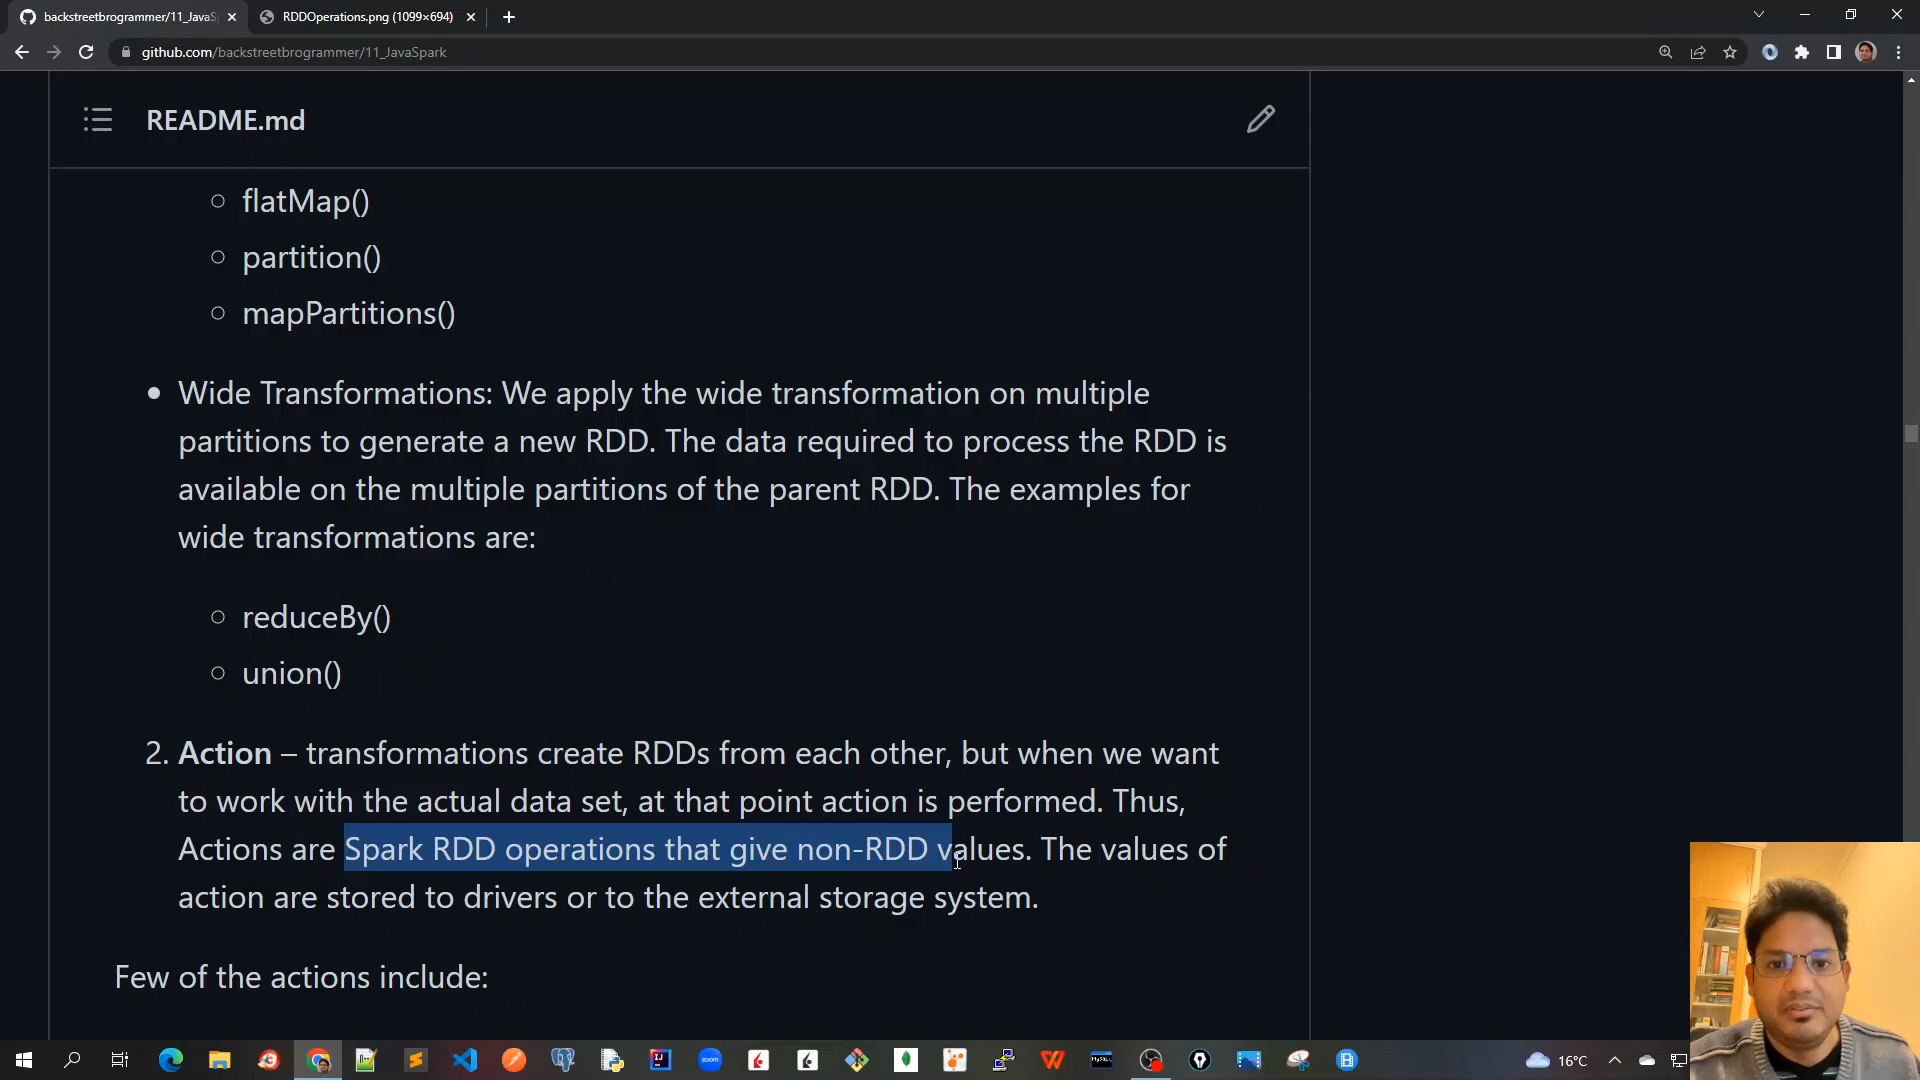 backstreetbrogrammer/11_JavaS
RDDOperations.png (1099×694)
github.com/backstreetbrogrammer/11_JavaSpark
README.md
flatMap()
partition()
mapPartitions()
Wide Transformations: We apply the wide transformation on multiple
partitions to generate a new RDD. The data required to process the RDD is
available on the multiple partitions of the parent RDD. The examples for
wide transformations are:
reduceBy()
union()
2. Action – transformations create RDDs from each other, but when we want
to work with the actual data set, at that point action is performed. Thus,
Actions are Spark RDD operations that give non-RDD values. The values of
action are stored to drivers or to the external storage system.
Few of the actions include:
zoom
16°C